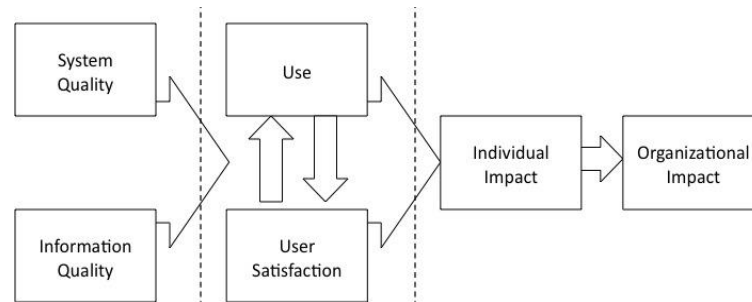 System
Quality
Use
Individual
Impact
Organizational
Impact
Information
Quality
User
Satisfaction